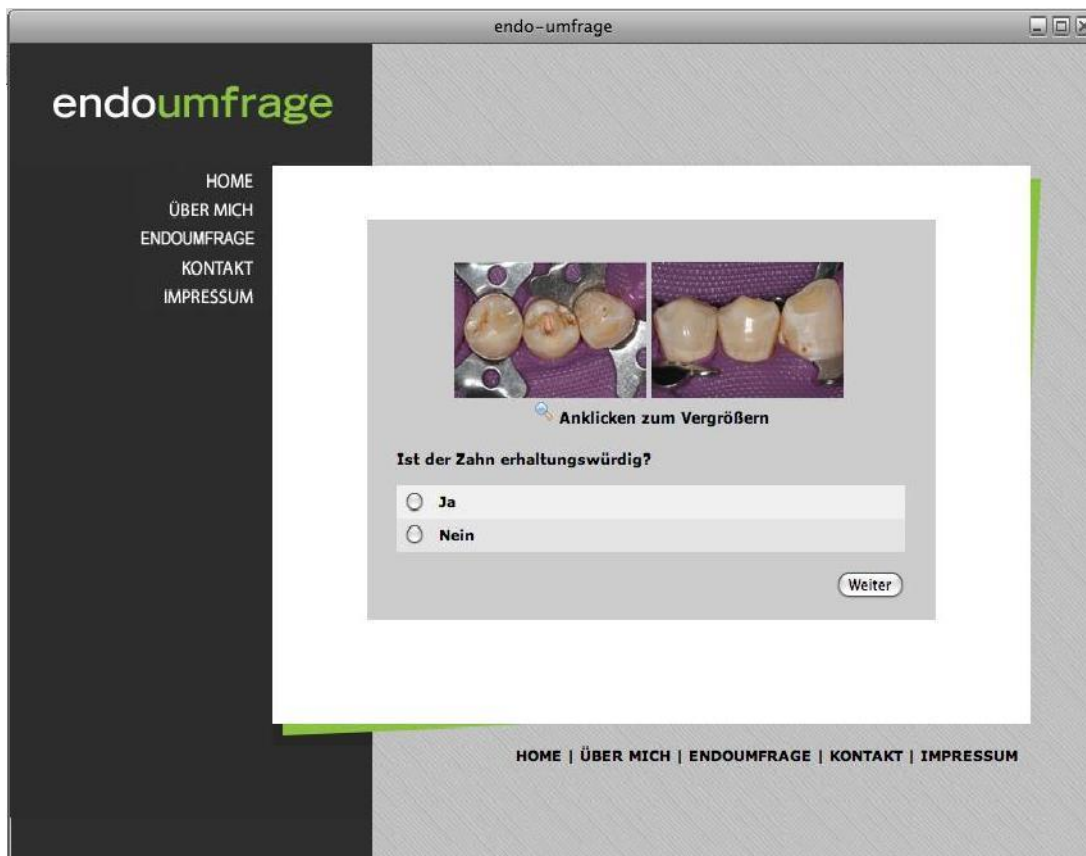 endo-umfrage
endoumfrage
HOME
ÜBER MICH
ENDOUMFRAGE
KONTAKT
IMPRESSUM
Anklicken zum Vergrößern
Ist der Zahn erhaltungswürdig?
Ja
Nein
Weiter
HOME | ÜBER MICH | ENDOUMFRAGE | KONTAKT | IMPRESSUM